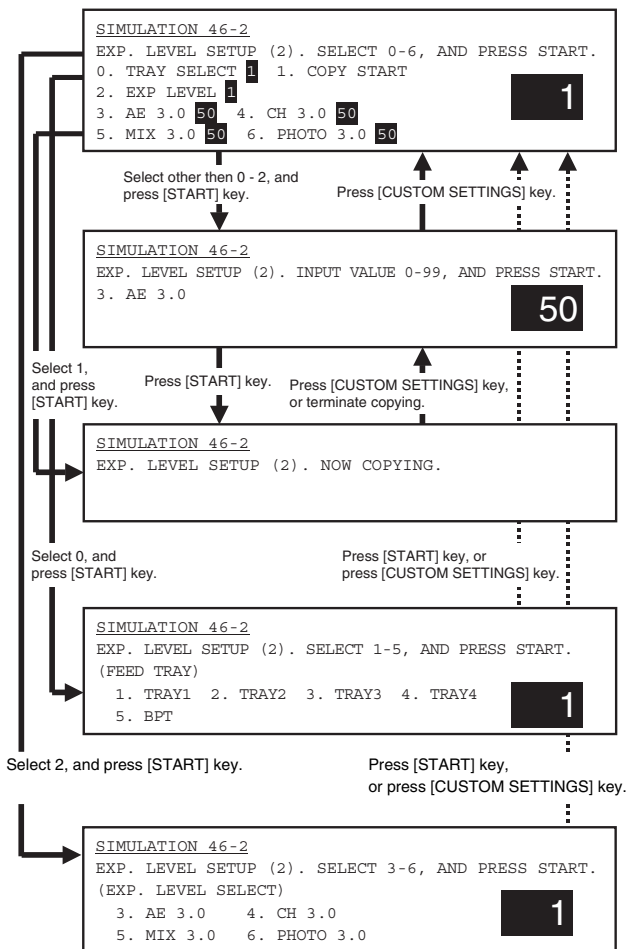 SIMULATION 46-2
EXP. LEVEL SETUP (2). SELECT 0-6, AND PRESS START.
0. TRAY SELECT 1 1. COPY START
2. EXP LEVEL 1
1
3. AE 3.0 50 4. CH 3.0 50
5. MIX 3.0 50 6. PHOTO 3.0 50
Select other then 0 - 2, and
press [START] key.
Press [CUSTOM SETTINGS] key.
SIMULATION 46-2
EXP. LEVEL SETUP (2). INPUT VALUE 0-99, AND PRESS START.
3. AE 3.0
50
Select 1,
and press
[START] key.
Press [START] key.
Press [CUSTOM SETTINGS] key,
or terminate copying.
SIMULATION 46-2
EXP. LEVEL SETUP (2). NOW COPYING.
Select 0, and
press [START] key.
Press [START] key, or
press [CUSTOM SETTINGS] key.
SIMULATION 46-2
EXP. LEVEL SETUP (2). SELECT 1-5, AND PRESS START.
(FEED TRAY)
1. TRAY1 2. TRAY2 3. TRAY3 4. TRAY4
5. BPT
1
Select 2, and press [START] key.
Press [START] key,
or press [CUSTOM SETTINGS] key.
SIMULATION 46-2
EXP. LEVEL SETUP (2). SELECT 3-6, AND PRESS START.
(EXP. LEVEL SELECT)
3. AE 3.0 4. CH 3.0
5. MIX 3.0 6. PHOTO 3.0
1